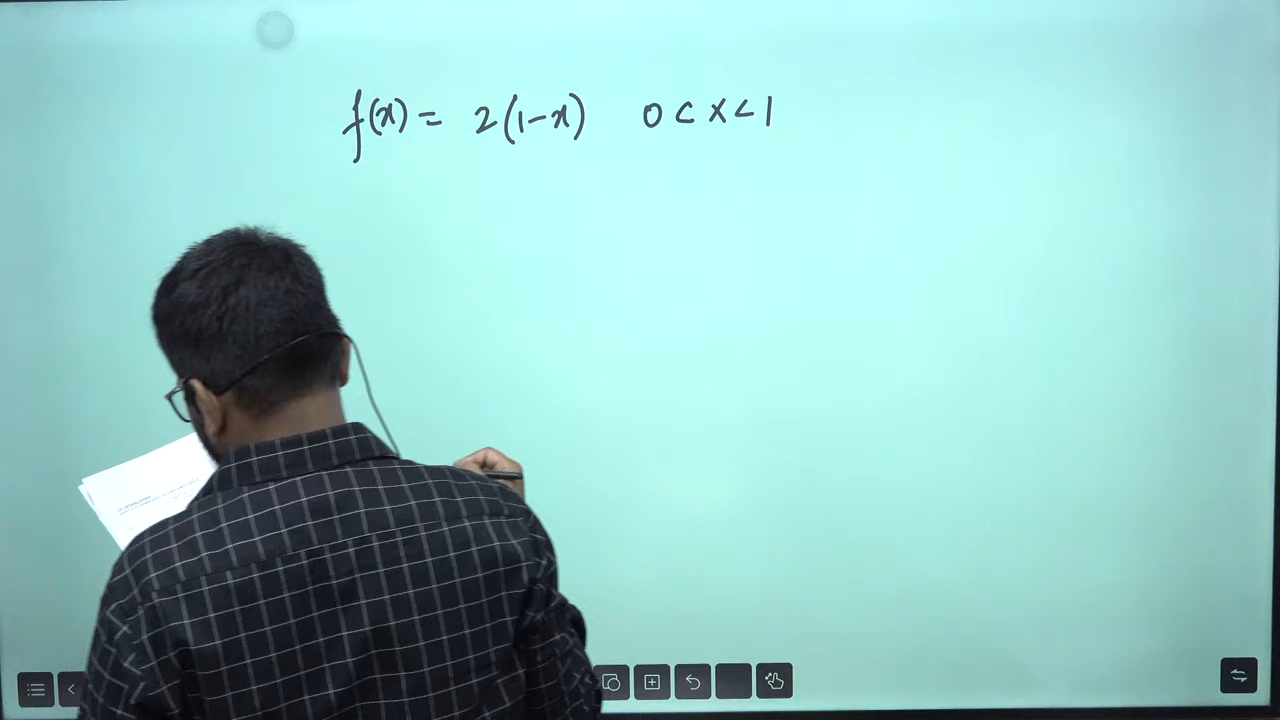 f(x) = 2(1-x) 0 < x < 1